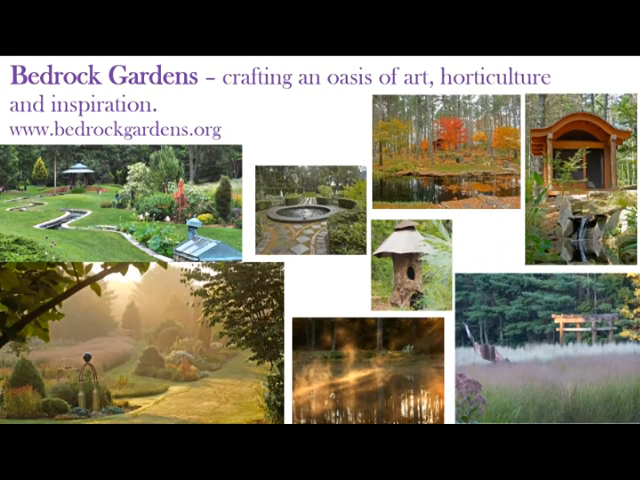 Bedrock Gardens – crafting an oasis of art, horticulture
and inspiration.
www.bedrockgardens.org